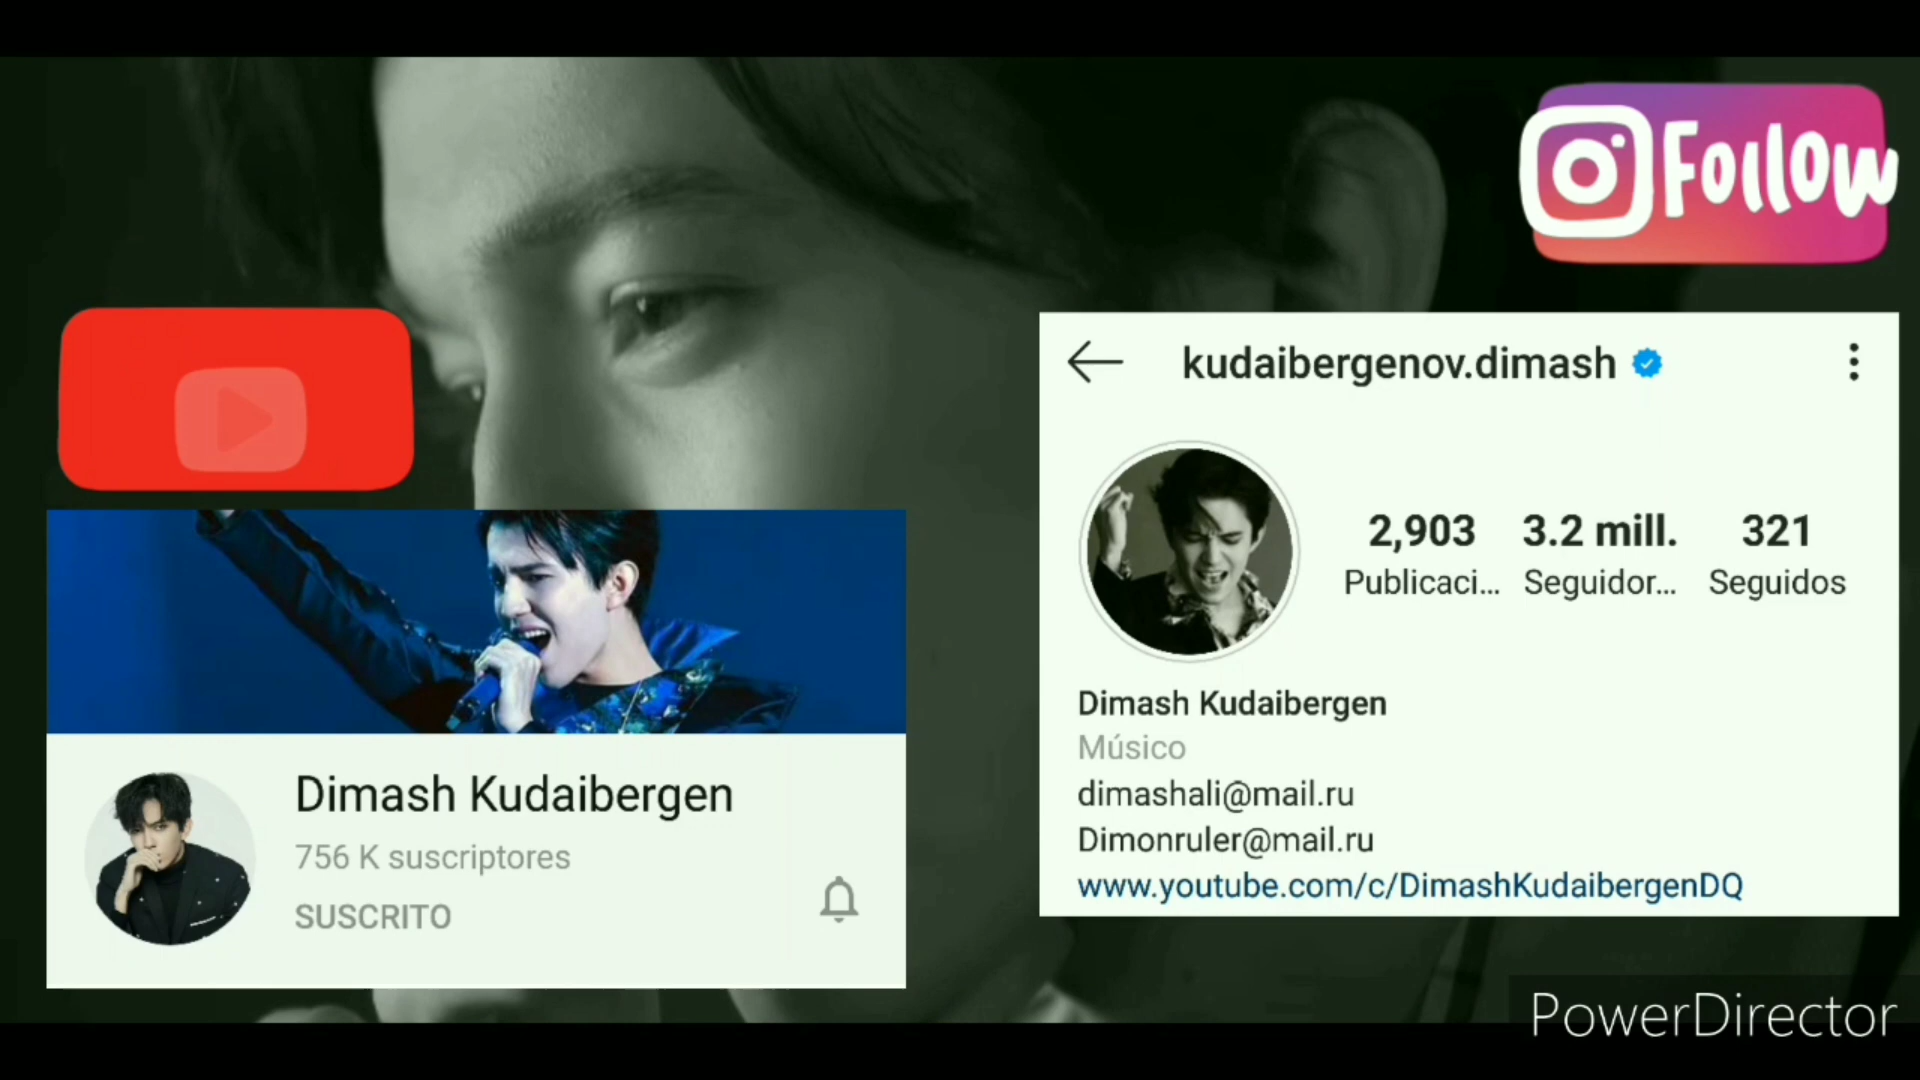 Follow
kudaibergenov.dimash
2,903 3.2 mill. 321
Publicaci... Seguidor... Seguidos
Dimash Kudaibergen
Músico
dimashali@mail.ru
Dimonruler@mail.ru
www.youtube.com/c/DimashKudaibergenDQ
Dimash Kudaibergen
756 K suscriptores
SUSCRITO
PowerDirector